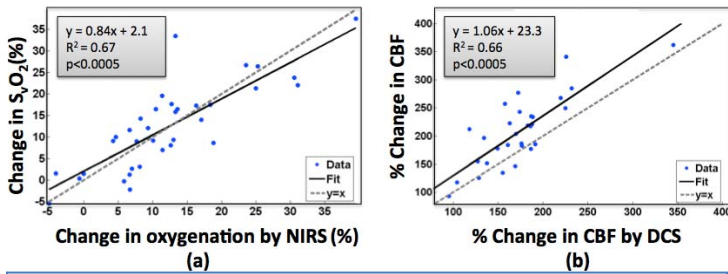 (a)
y = 0.84x + 2.1
R² = 0.67
p<0.0005
Change in SᵥO₂(%)
40
35
30
25
20
15
10
5
0
-5
-5 0 5 10 15 20 25 30 35 40
Data
Fit
y=x
Change in oxygenation by NIRS (%)
(a)
(b)
y = 1.06x + 23.3
R² = 0.66
p<0.0005
% Change in CBF
400
350
300
250
200
150
100
100 150 200 250 300 350 400
Data
Fit
y=x
% Change in CBF by DCS
(b)